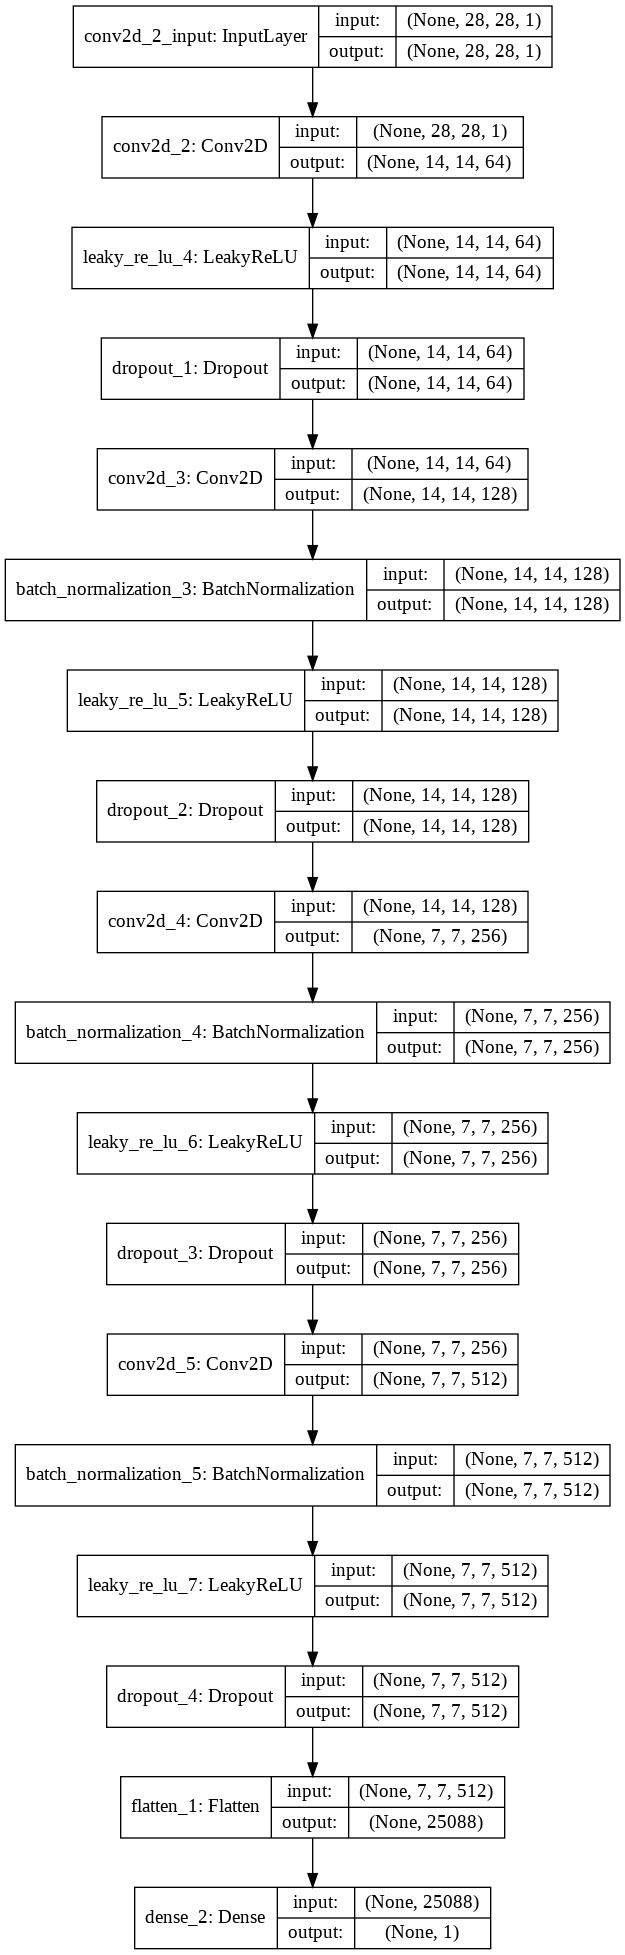 conv2d_2_input: InputLayer
input: (None, 28, 28, 1)
output: (None, 28, 28, 1)
conv2d_2: Conv2D
input: (None, 28, 28, 1)
output: (None, 14, 14, 64)
leaky_re_lu_4: LeakyReLU
input: (None, 14, 14, 64)
output: (None, 14, 14, 64)
dropout_1: Dropout
input: (None, 14, 14, 64)
output: (None, 14, 14, 64)
conv2d_3: Conv2D
input: (None, 14, 14, 64)
output: (None, 14, 14, 128)
batch_normalization_3: BatchNormalization
input: (None, 14, 14, 128)
output: (None, 14, 14, 128)
leaky_re_lu_5: LeakyReLU
input: (None, 14, 14, 128)
output: (None, 14, 14, 128)
dropout_2: Dropout
input: (None, 14, 14, 128)
output: (None, 14, 14, 128)
conv2d_4: Conv2D
input: (None, 14, 14, 128)
output: (None, 7, 7, 256)
batch_normalization_4: BatchNormalization
input: (None, 7, 7, 256)
output: (None, 7, 7, 256)
leaky_re_lu_6: LeakyReLU
input: (None, 7, 7, 256)
output: (None, 7, 7, 256)
dropout_3: Dropout
input: (None, 7, 7, 256)
output: (None, 7, 7, 256)
conv2d_5: Conv2D
input: (None, 7, 7, 256)
output: (None, 7, 7, 512)
batch_normalization_5: BatchNormalization
input: (None, 7, 7, 512)
output: (None, 7, 7, 512)
leaky_re_lu_7: LeakyReLU
input: (None, 7, 7, 512)
output: (None, 7, 7, 512)
dropout_4: Dropout
input: (None, 7, 7, 512)
output: (None, 7, 7, 512)
flatten_1: Flatten
input: (None, 7, 7, 512)
output: (None, 25088)
dense_2: Dense
input: (None, 25088)
output: (None, 1)